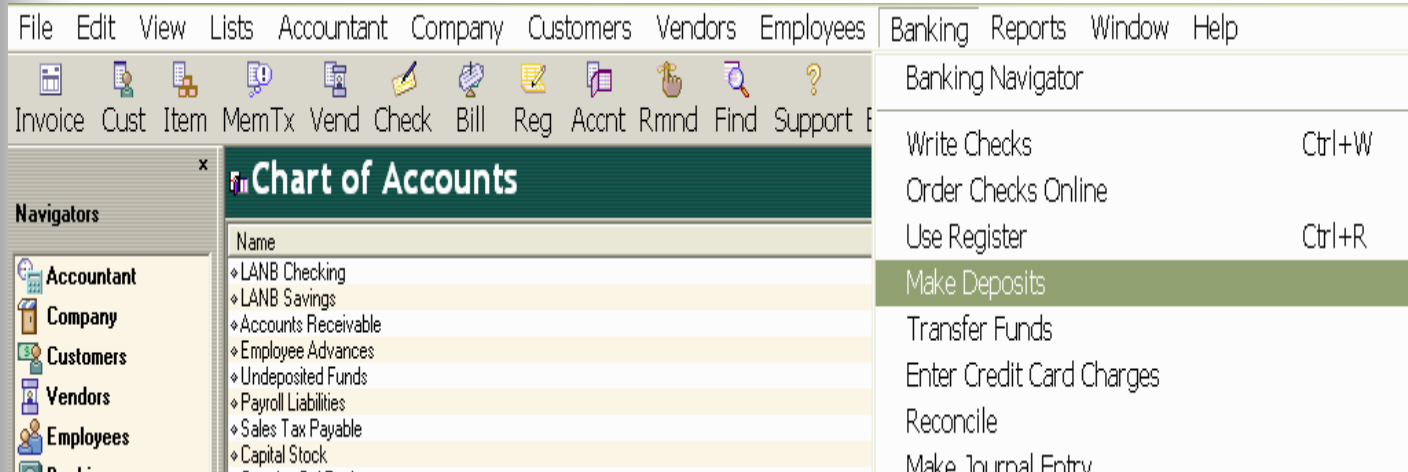 File Edit View Lists Accountant Company Customers Vendors Employees Banking Reports Window Help
Invoice Cust Item MemTx Vend Check Bill Reg Accnt Rmnd Find Support
Banking Navigator
Write Checks Ctrl+W
Order Checks Online
Use Register Ctrl+R
Make Deposits
Transfer Funds
Enter Credit Card Charges
Reconcile
Make Journal Entry
x
Navigators
Accountant
Company
Customers
Vendors
Employees
Chart of Accounts
Name
LANB Checking
LANB Savings
Accounts Receivable
Employee Advances
Undeposited Funds
Payroll Liabilities
Sales Tax Payable
Capital Stock